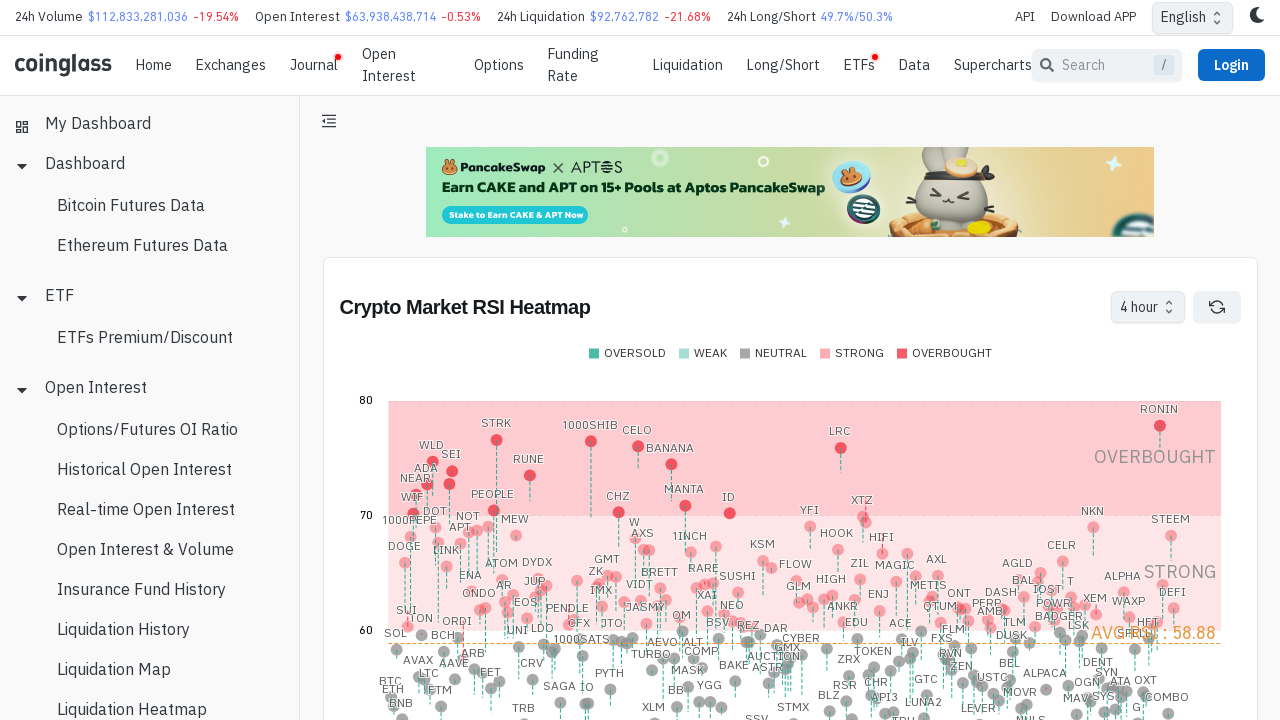 24h Volume $112,833,281,036 -19.54% Open Interest $63,938,438,714 -0.53% 24h Liquidation $92,762,782 -21.68% 24h Long/Short 49.7%/50.3% API Download APP English
coinglass Home Exchanges Journal Open Interest Options Funding Rate Liquidation Long/Short ETFs Data Supercharts Search / Login
My Dashboard
Dashboard
Bitcoin Futures Data
Ethereum Futures Data
ETF
ETFs Premium/Discount
Open Interest
Options/Futures OI Ratio
Historical Open Interest
Real-time Open Interest
Open Interest & Volume
Insurance Fund History
Liquidation History
Liquidation Map
Liquidation Heatmap
PancakeSwap X APTOS
Earn CAKE and APT on 15+ Pools at Aptos PancakeSwap
Stake to Earn CAKE & APT Now
Crypto Market RSI Heatmap
4 hour
OVERSOLD WEAK NEUTRAL STRONG OVERBOUGHT
80
RONIN
STRK 1000SHIB CELO LRC
WLD SEI BANANA
OVERBOUGHT
RUNE
ADA
NEAR
MANTA
WIF PEOPLE CHZ ID XTZ
YFI NKN
70
1000PEPE DOT NOT MEW W STEEM
APT AXS 1INCH HOOK HIFI
DOGE LINK KSM CELR
ATOM DYDX GMT FLOW ZIL MAGIC AXL AGLD
STRONG
ENA ZK BRETT RARE SUSHI HIGH BAL T ALPHA
AR JUP IMX VIDT GLM METIS IOST
ONDO XAI ENJ ONT DASH DEFI
EOS PENDLE JASMY NEO ANKR QTUM PERP POWR XEM WAXP
SUI TON ORDI CFX JTO OM BSV REZ EDU ACE AMB TLM BADGER HFT
60
SOL BCH UNI LDO DAR FLM LSK
AVG RSI : 58.88
1000SATS AEVO ALT CYBER ILV FXS DUSK
AVAX ARB TURBO COMP GMX TOKEN RVN
LTC AAVE FET CRV PYTH MASK BAKE AUCTION ASTR ZRX ZEN BEL ALPACA DENT SYN
BTC ETH FTM SAGA IO BB YGG RSR CHR GTC USTC OGN ATA OXT
BNB TRB XLM STMX BLZ API3 LUNA2 LEVER MOVR MAV SYS G COMBO
SSV